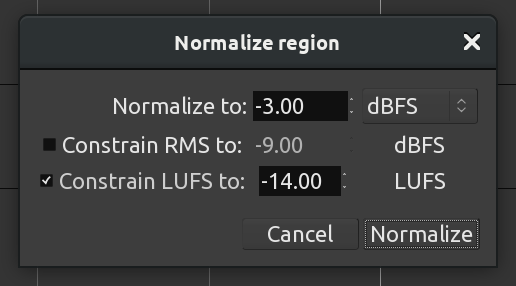 Normalize region
Normalize to: -3.00 dBFS
Constrain RMS to: -9.00 dBFS
Constrain LUFS to: -14.00 LUFS
Cancel Normalize